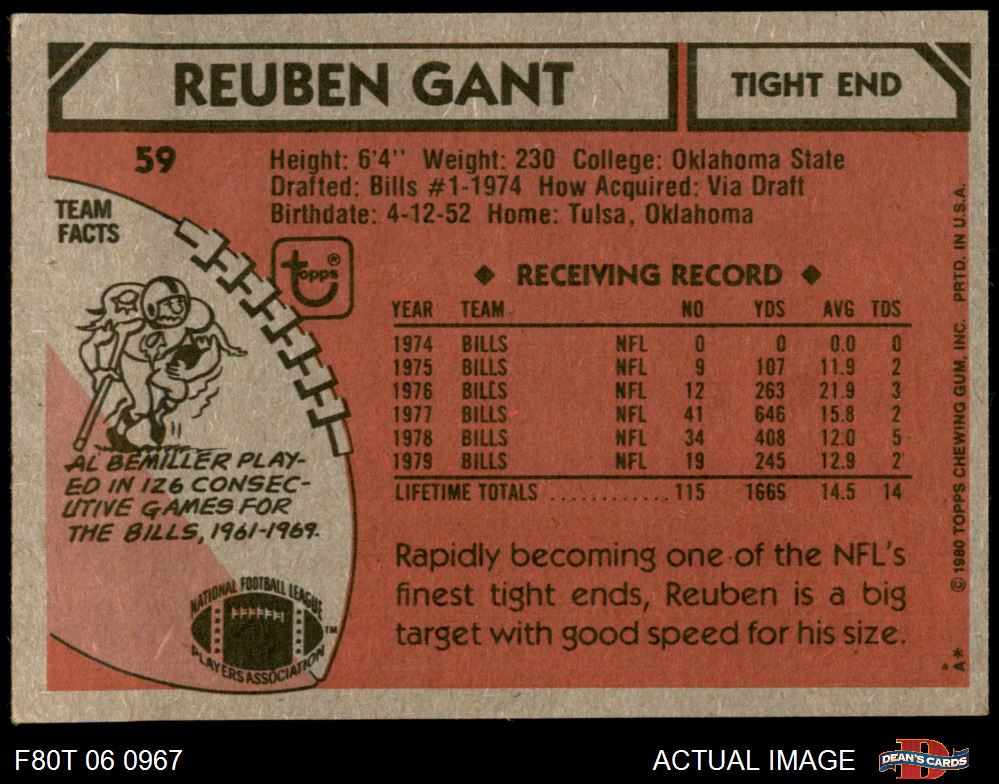 REUBEN GANT
TIGHT END
59
Height: 6'4" Weight: 230 College: Oklahoma State
Drafted: Bills #1-1974 How Acquired: Via Draft
Birthdate: 4-12-52 Home: Tulsa, Oklahoma
TEAM
FACTS
topps ®
◆ RECEIVING RECORD ◆
YEAR TEAM NO YDS AVG TDS
1974 BILLS NFL 0 0 0.0 0
1975 BILLS NFL 9 107 11.9 2
1976 BILLS NFL 12 263 21.9 3
1977 BILLS NFL 41 646 15.8 2
1978 BILLS NFL 34 408 12.0 5
1979 BILLS NFL 19 245 12.9 2
LIFETIME TOTALS ............ 115 1665 14.5 14
AL BEMILLER PLAY-
ED IN 126 CONSEC-
UTIVE GAMES FOR
THE BILLS, 1961-1969.
Rapidly becoming one of the NFL's
finest tight ends, Reuben is a big
target with good speed for his size.
NATIONAL FOOTBALL LEAGUE
PLAYERS ASSOCIATION ™
© 1980 TOPPS CHEWING GUM, INC. PRTD. IN U.S.A.
A*
F80T 06 0967
ACTUAL IMAGE
DEAN'S CARDS